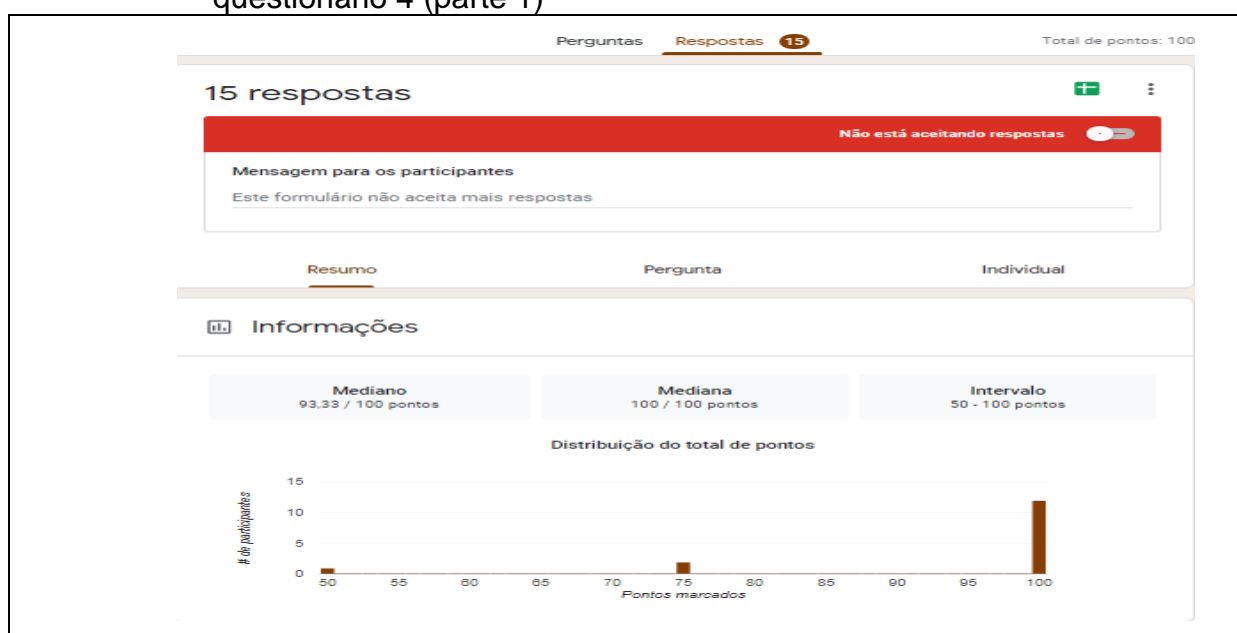 questionário 4 (parte 1)
Perguntas Respostas 15 Total de pontos: 100
15 respostas
Não está aceitando respostas
Mensagem para os participantes
Este formulário não aceita mais respostas
Resumo Pergunta Individual
Informações
Mediano Mediana Intervalo
93,33 / 100 pontos 100 / 100 pontos 50 - 100 pontos
Distribuição do total de pontos
# de participantes
15
10
5
0
50 55 60 65 70 75 80 85 90 95 100
Pontos marcados